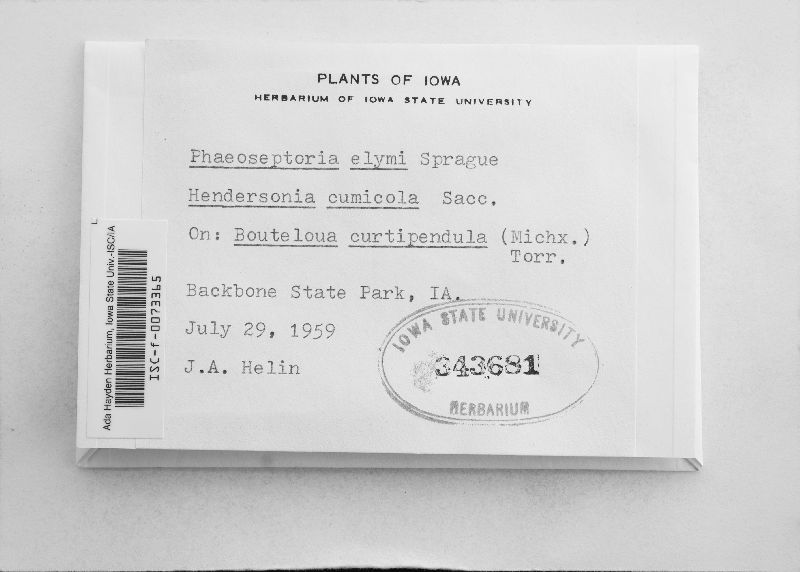 PLANTS OF IOWA
HERBARIUM OF IOWA STATE UNIVERSITY
Phaeoseptoria elymi Sprague
Hendersonia cumicola Sacc.
On: Bouteloua curtipendula (Michx.)
Torr.
Backbone State Park, IA.
July 29, 1959
J.A. Helin
IOWA STATE UNIVERSITY
343681
HERBARIUM
Ada Hayden Herbarium, Iowa State Univ.-ISC/IA
ISC-f-0073365